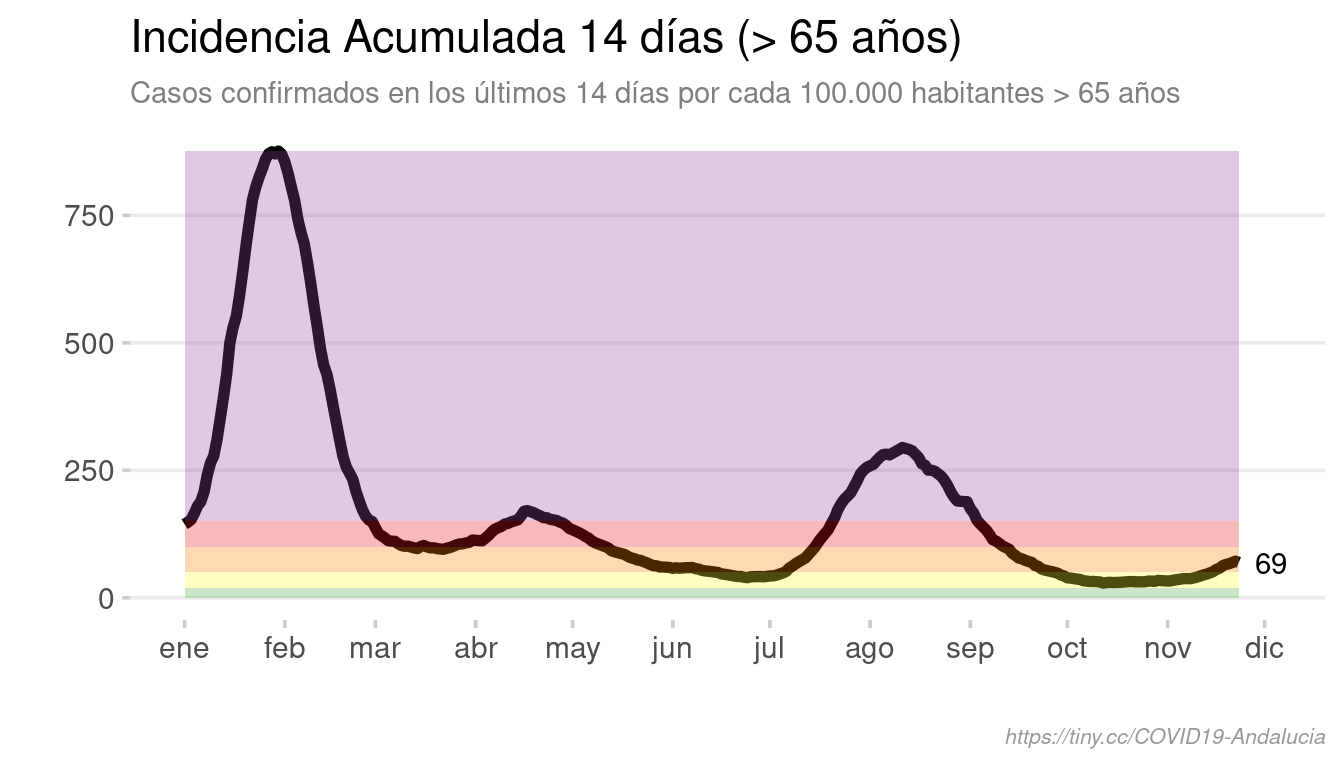 Incidencia Acumulada 14 días (> 65 años)
Casos confirmados en los últimos 14 días por cada 100.000 habitantes > 65 años
750
500
250
0
69
ene feb mar abr may jun jul ago sep oct nov dic
https://tiny.cc/COVID19-Andalucia